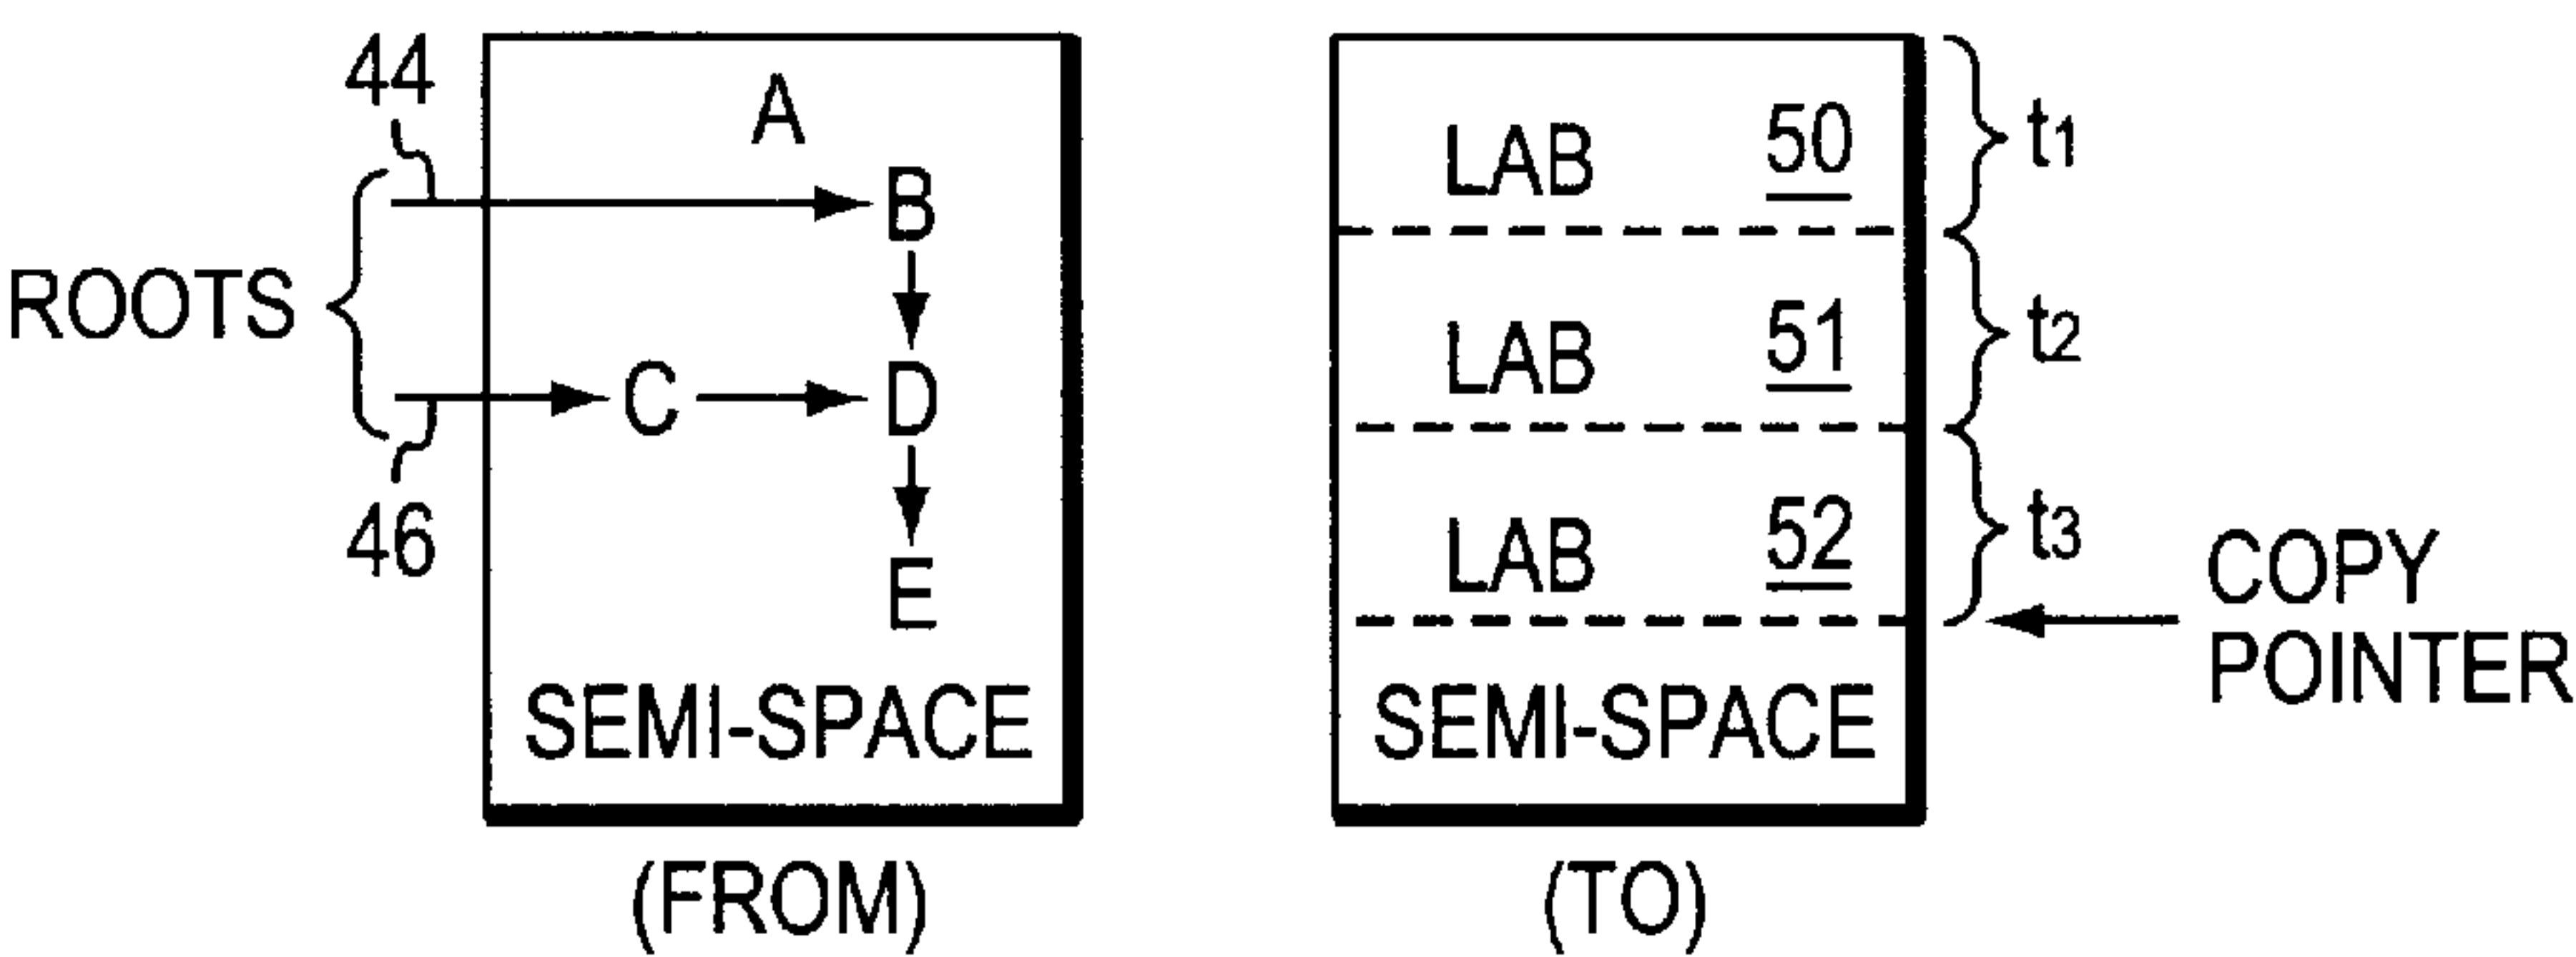 44
ROOTS
46
A
B
C
D
E
SEMI-SPACE
(FROM)
LAB 50
t1
LAB 51
t2
LAB 52
t3
SEMI-SPACE
(TO)
COPY
POINTER